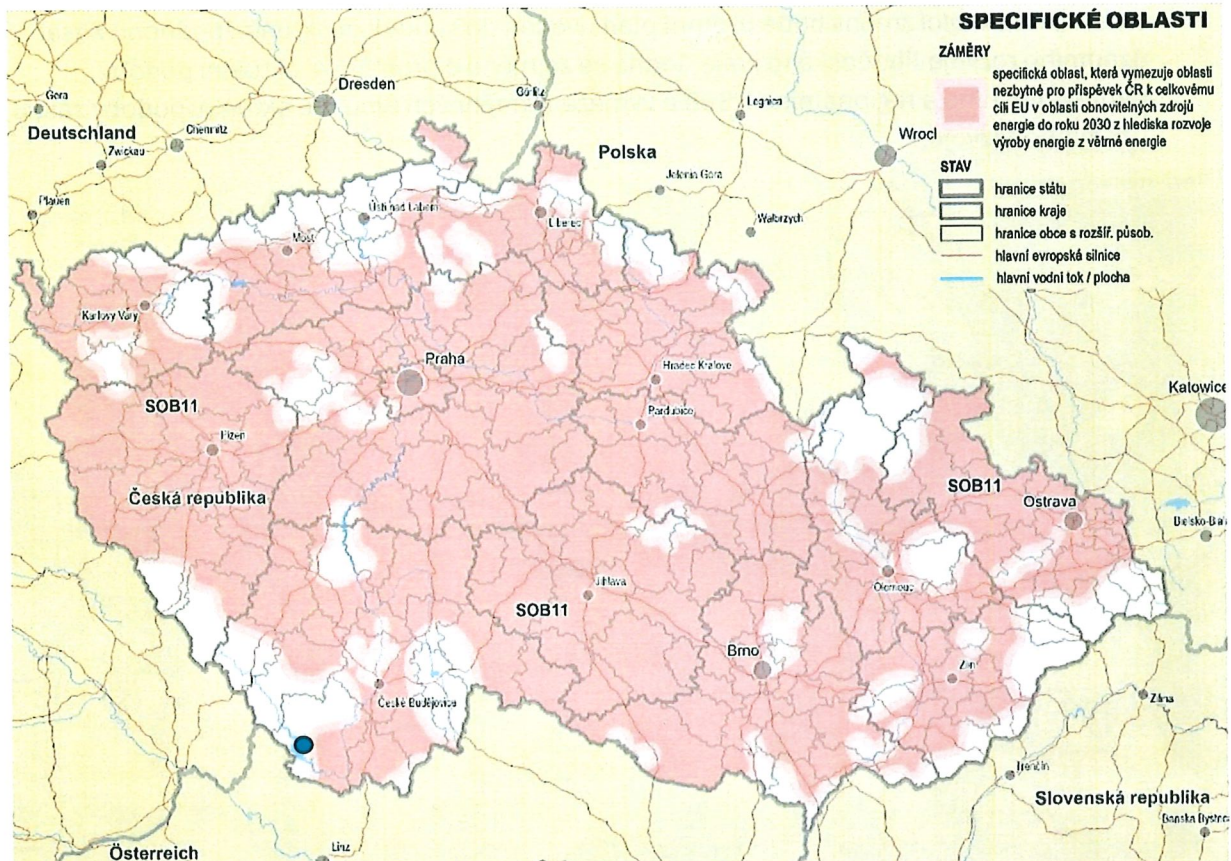 SPECIFICKÉ OBLASTI
ZÁMĚRY
specifická oblast, která vymezuje oblasti
nezbytné pro příspěvek ČR k celkovému
cíli EU v oblasti obnovitelných zdrojů
energie do roku 2030 z hlediska rozvoje
výroby energie z větrné energie
STAV
hranice státu
hranice kraje
hranice obce s rozšíř. působ.
hlavní evropská silnice
hlavní vodní tok / plocha
Dresden
Görlitz
Legnica
Gera
Deutschland
Chemnitz
Wrocl
Zwickau
Polska
Jelenia Góra
Plauen
Ústí nad Labem
Liberec
Wałbrzych
Most
Karlovy Vary
Praha
Hradec Králové
Katowice
SOB11
Pardubice
Plzeň
Česká republika
SOB11
Ostrava
Bielsko-Biała
Olomouc
Jihlava
SOB11
Brno
Zlín
České Budějovice
Žilina
Trenčín
Slovenská republika
Banská Bystrica
Linz
Österreich